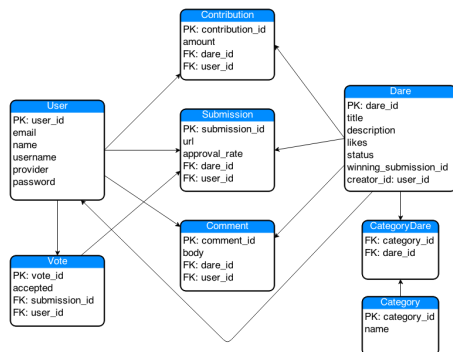 Contribution
PK: contribution_id
amount
FK: dare_id
FK: user_id
User
PK: user_id
email
name
username
provider
password
Submission
PK: submission_id
url
approval_rate
FK: dare_id
FK: user_id
Dare
PK: dare_id
title
description
likes
status
winning_submission_id
creator_id: user_id
Vote
PK: vote_id
accepted
FK: submission_id
FK: user_id
Comment
PK: comment_id
body
FK: dare_id
FK: user_id
CategoryDare
FK: category_id
FK: dare_id
Category
PK: category_id
name